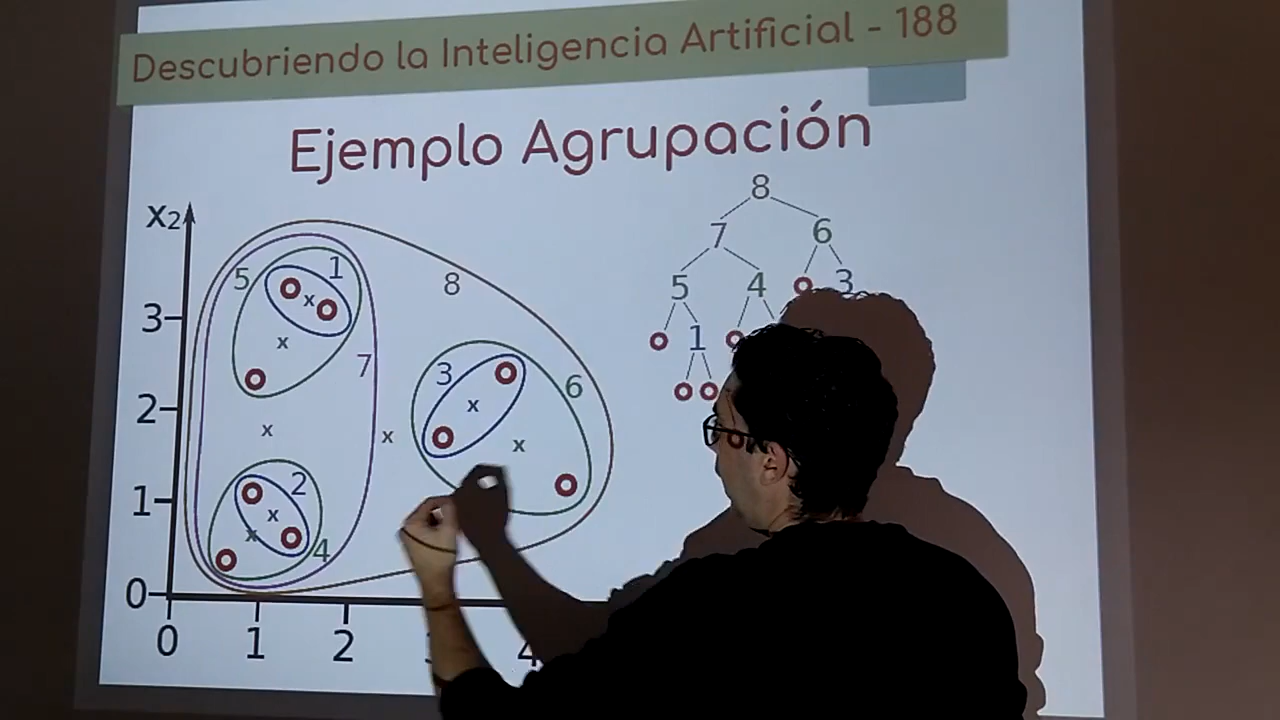 Descubriendo la Inteligencia Artificial - 188
Ejemplo Agrupación
X2
8
7 6
5 4 3
1
5 1 8
3
7 3 6
2
2
1
4
0
0 1 2 4